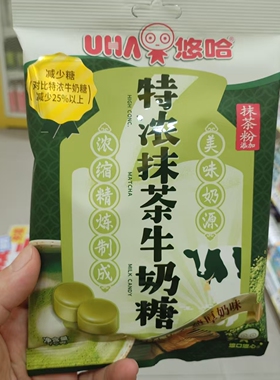 UHA 悠哈
减少糖
对比特浓牛奶糖
减少25%以上
特浓抹茶牛奶糖
HIGH CONC.
MATCHA
MILK CANDY
抹茶粉
添加
浓缩精炼制成
美味奶源